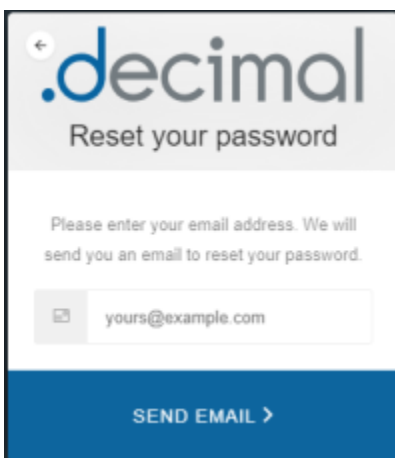 .decimal
Reset your password
Please enter your email address. We will
send you an email to reset your password.
yours@example.com
SEND EMAIL >